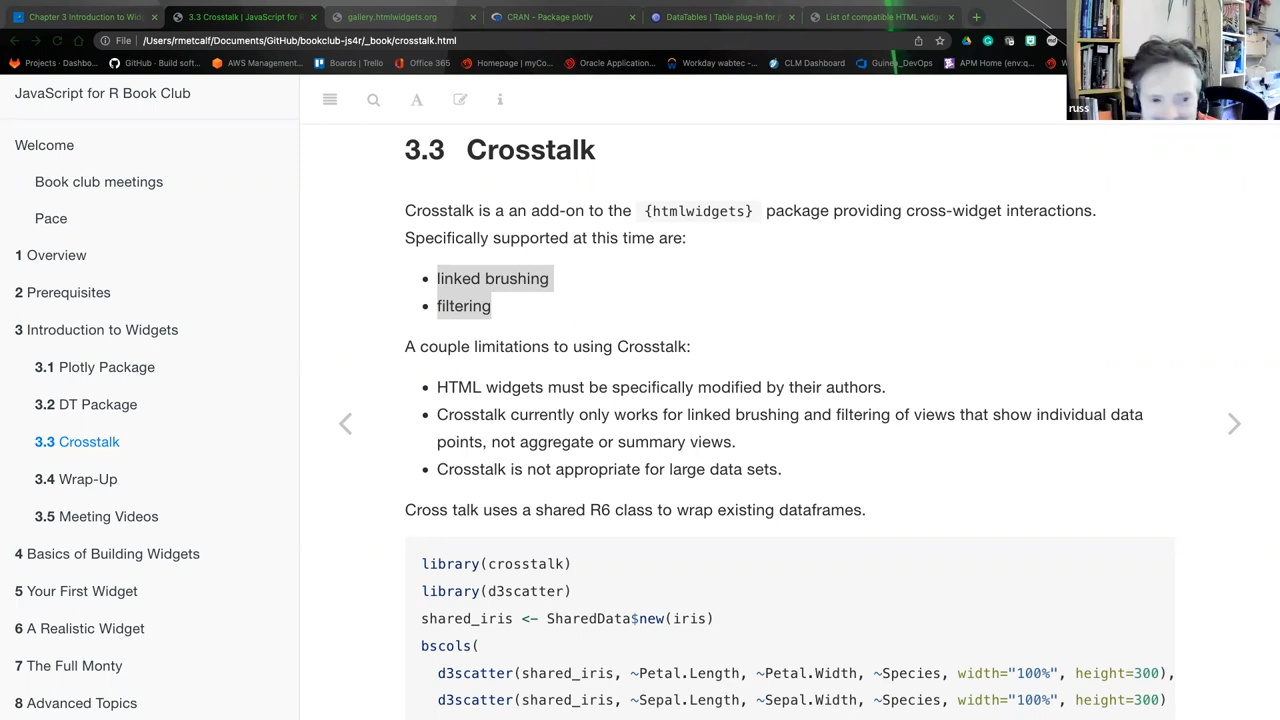 Chapter 3 Introduction to Wid
3.3 Crosstalk | JavaScript for R
gallery.htmlwidgets.org
CRAN - Package plotly
DataTables | Table plug-in for
List of compatible HTML widg
File
/Users/rmetcalf/Documents/GitHub/bookclub-js4r/_book/crosstalk.html
Projects · Dashbo...
GitHub · Build soft...
AWS Management...
Boards | Trello
Office 365
Homepage | myCo...
Oracle Application...
Workday wabtec -...
CLM Dashboard
Guinea_DevOps
APM Home (env:q...
russ
JavaScript for R Book Club
Welcome
Book club meetings
Pace
1 Overview
2 Prerequisites
3 Introduction to Widgets
3.1 Plotly Package
3.2 DT Package
3.3 Crosstalk
3.4 Wrap-Up
3.5 Meeting Videos
4 Basics of Building Widgets
5 Your First Widget
6 A Realistic Widget
7 The Full Monty
8 Advanced Topics
3.3 Crosstalk
Crosstalk is a an add-on to the {htmlwidgets} package providing cross-widget interactions.
Specifically supported at this time are:
• linked brushing
• filtering
A couple limitations to using Crosstalk:
• HTML widgets must be specifically modified by their authors.
• Crosstalk currently only works for linked brushing and filtering of views that show individual data
points, not aggregate or summary views.
• Crosstalk is not appropriate for large data sets.
Cross talk uses a shared R6 class to wrap existing dataframes.
library(crosstalk)
library(d3scatter)
shared_iris <- SharedData$new(iris)
bscols(
d3scatter(shared_iris, ~Petal.Length, ~Petal.Width, ~Species, width="100%", height=300),
d3scatter(shared_iris, ~Sepal.Length, ~Sepal.Width, ~Species, width="100%", height=300)